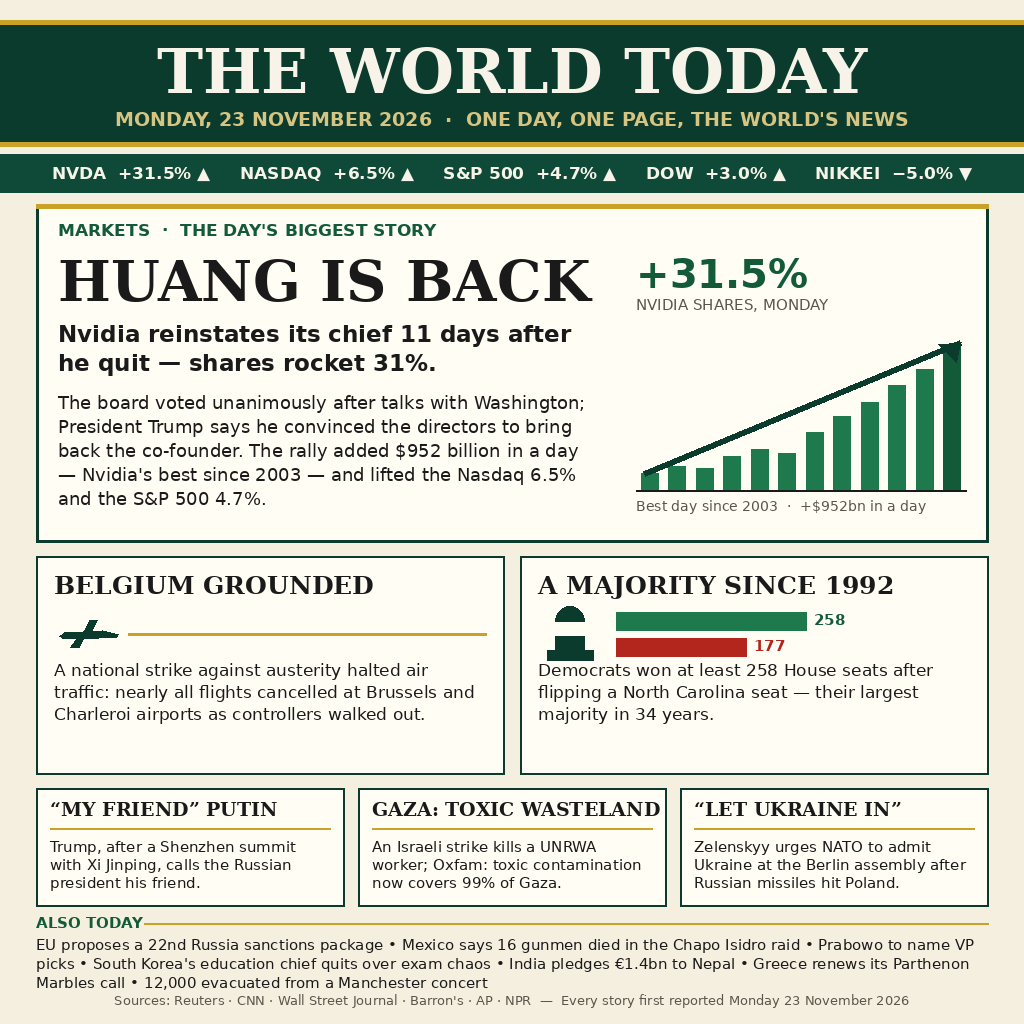 THE WORLD TODAY
MONDAY, 23 NOVEMBER 2026 · ONE DAY, ONE PAGE, THE WORLD'S NEWS
NVDA +31.5% ▲ NASDAQ +6.5% ▲ S&P 500 +4.7% ▲ DOW +3.0% ▲ NIKKEI −5.0% ▼
MARKETS · THE DAY'S BIGGEST STORY
HUANG IS BACK
Nvidia reinstates its chief 11 days after
he quit — shares rocket 31%.
The board voted unanimously after talks with Washington;
President Trump says he convinced the directors to bring
back the co-founder. The rally added $952 billion in a day
— Nvidia's best since 2003 — and lifted the Nasdaq 6.5%
and the S&P 500 4.7%.
+31.5%
NVIDIA SHARES, MONDAY
Best day since 2003 · +$952bn in a day
BELGIUM GROUNDED
A national strike against austerity halted air
traffic: nearly all flights cancelled at Brussels and
Charleroi airports as controllers walked out.
A MAJORITY SINCE 1992
258
177
Democrats won at least 258 House seats after
flipping a North Carolina seat — their largest
majority in 34 years.
“MY FRIEND” PUTIN
Trump, after a Shenzhen summit
with Xi Jinping, calls the Russian
president his friend.
GAZA: TOXIC WASTELAND
An Israeli strike kills a UNRWA
worker; Oxfam: toxic contamination
now covers 99% of Gaza.
“LET UKRAINE IN”
Zelenskyy urges NATO to admit
Ukraine at the Berlin assembly after
Russian missiles hit Poland.
ALSO TODAY
EU proposes a 22nd Russia sanctions package • Mexico says 16 gunmen died in the Chapo Isidro raid • Prabowo to name VP
picks • South Korea's education chief quits over exam chaos • India pledges €1.4bn to Nepal • Greece renews its Parthenon
Marbles call • 12,000 evacuated from a Manchester concert
Sources: Reuters · CNN · Wall Street Journal · Barron's · AP · NPR — Every story first reported Monday 23 November 2026